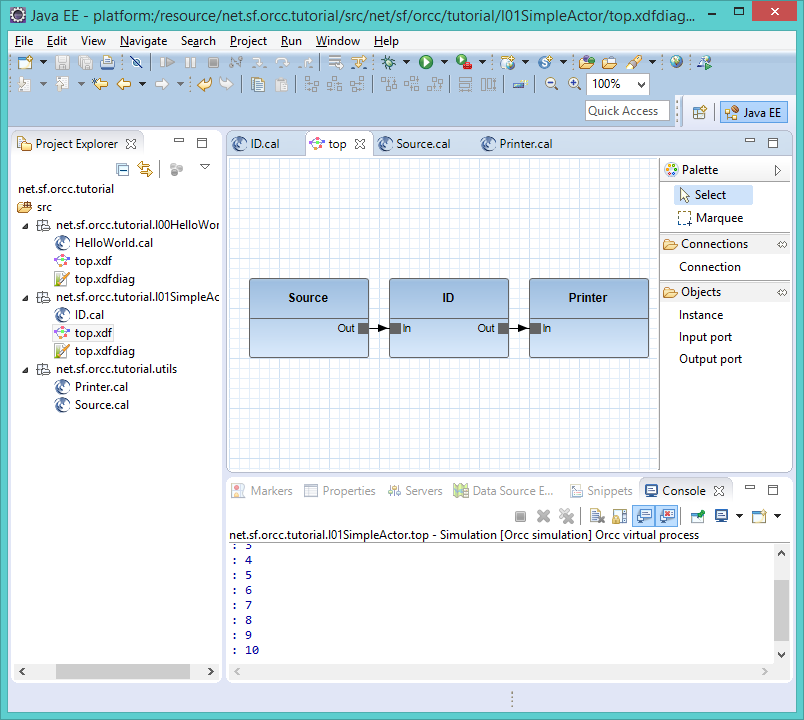 Java EE - platform:/resource/net.sf.orcc.tutorial/src/net/sf/orcc/tutorial/I01SimpleActor/top.xdfdiag...
File Edit View Navigate Search Project Run Window Help
100%
Quick Access
Java EE
Project Explorer
net.sf.orcc.tutorial
src
net.sf.orcc.tutorial.I00HelloWor
HelloWorld.cal
top.xdf
top.xdfdiag
net.sf.orcc.tutorial.I01SimpleAc
ID.cal
top.xdf
top.xdfdiag
net.sf.orcc.tutorial.utils
Printer.cal
Source.cal
ID.cal top Source.cal Printer.cal
Source ID Printer
Out In Out In
Palette
Select
Marquee
Connections
Connection
Objects
Instance
Input port
Output port
Markers Properties Servers Data Source E... Snippets Console
net.sf.orcc.tutorial.I01SimpleActor.top - Simulation [Orcc simulation] Orcc virtual process
: 3
: 4
: 5
: 6
: 7
: 8
: 9
: 10